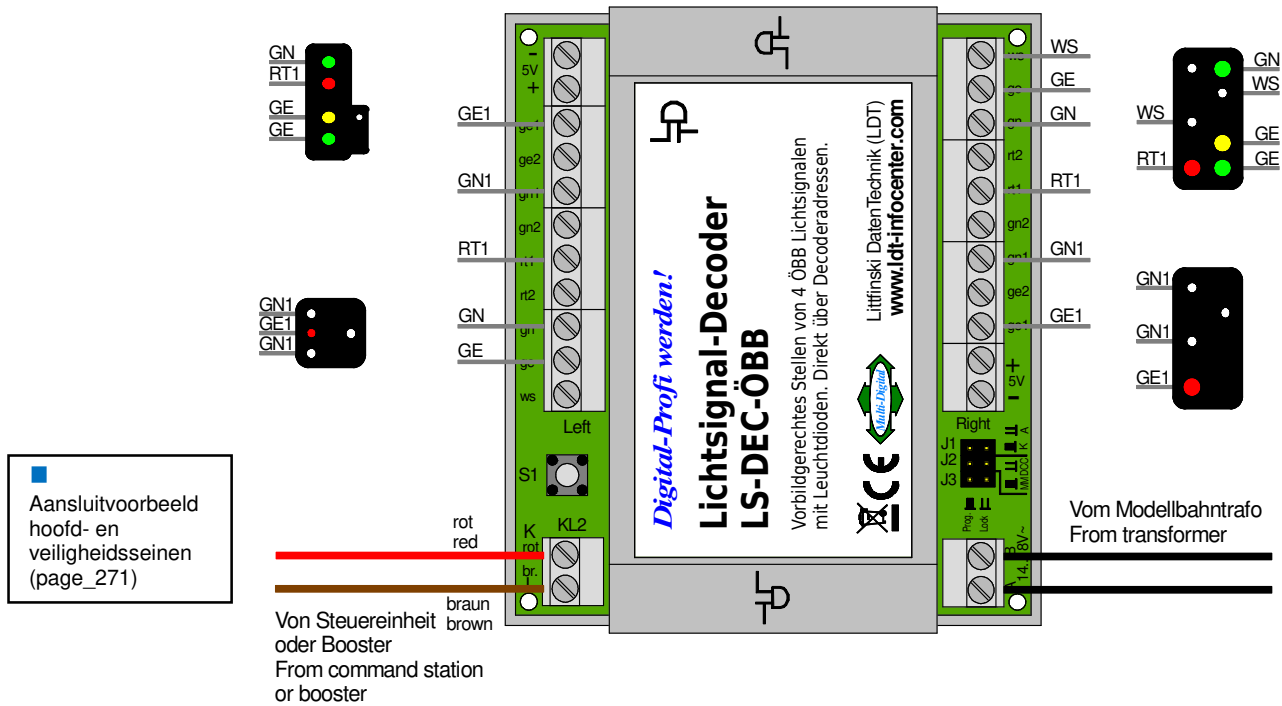 GN
RT1
GE
GE
GN1
GE1
GN1
Aansluitvoorbeeld
hoofd- en
veiligheidsseinen
(page_271)
GE1
GN1
RT1
GN
GE
-
5V
+
ge1
ge2
gn1
gn2
rt1
rt2
gn
ge
ws
Left
S1
K
KL2
rot
br.
rot
red
braun
brown
Von Steuereinheit
oder Booster
From command station
or booster
Digital-Profi werden!
Lichtsignal-Decoder
LS-DEC-ÖBB
Vorbildgerechtes Stellen von 4 ÖBB Lichtsignalen
mit Leuchtdioden. Direkt über Decoderadressen.
Littfinski DatenTechnik (LDT)
www.ldt-infocenter.com
Multi-Digital
CE
ws
ge
gn
rt2
rt1
gn2
gn1
ge2
ge1
+
5V
-
Right
J1
J2
J3
A
K
DCC
MM
Prog.
Lock
B
A
14...18V~
WS
GE
GN
RT1
GN1
GE1
GN
WS
WS
GE
RT1
GE
GN1
GN1
GE1
Vom Modellbahntrafo
From transformer